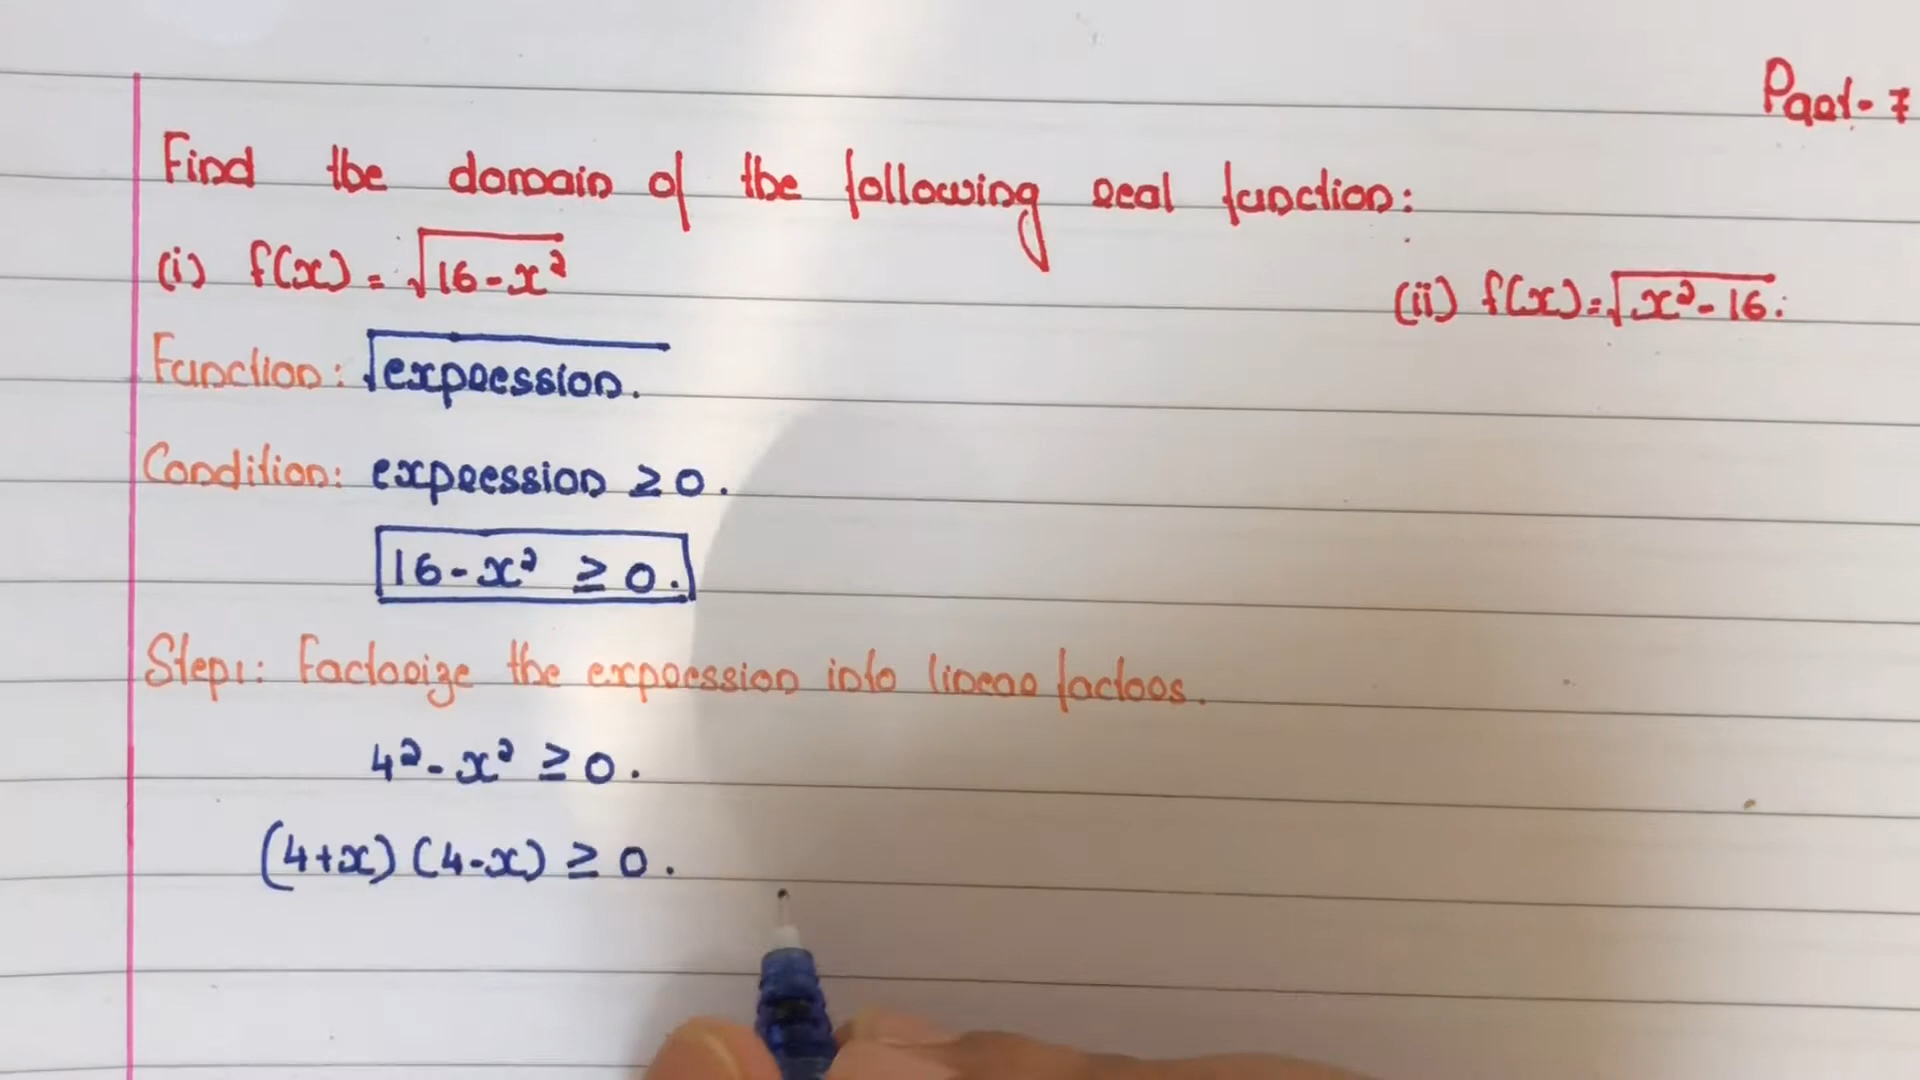 Part-7
Find the domain of the following real function:
(i) f(x) = √16-x² (ii) f(x) = √x²-16.
Function: √expression.
Condition: expression ≥ 0.
16-x² ≥ 0.
Step1: Factorize the expression into linear factors.
4²-x² ≥ 0.
(4+x)(4-x) ≥ 0.